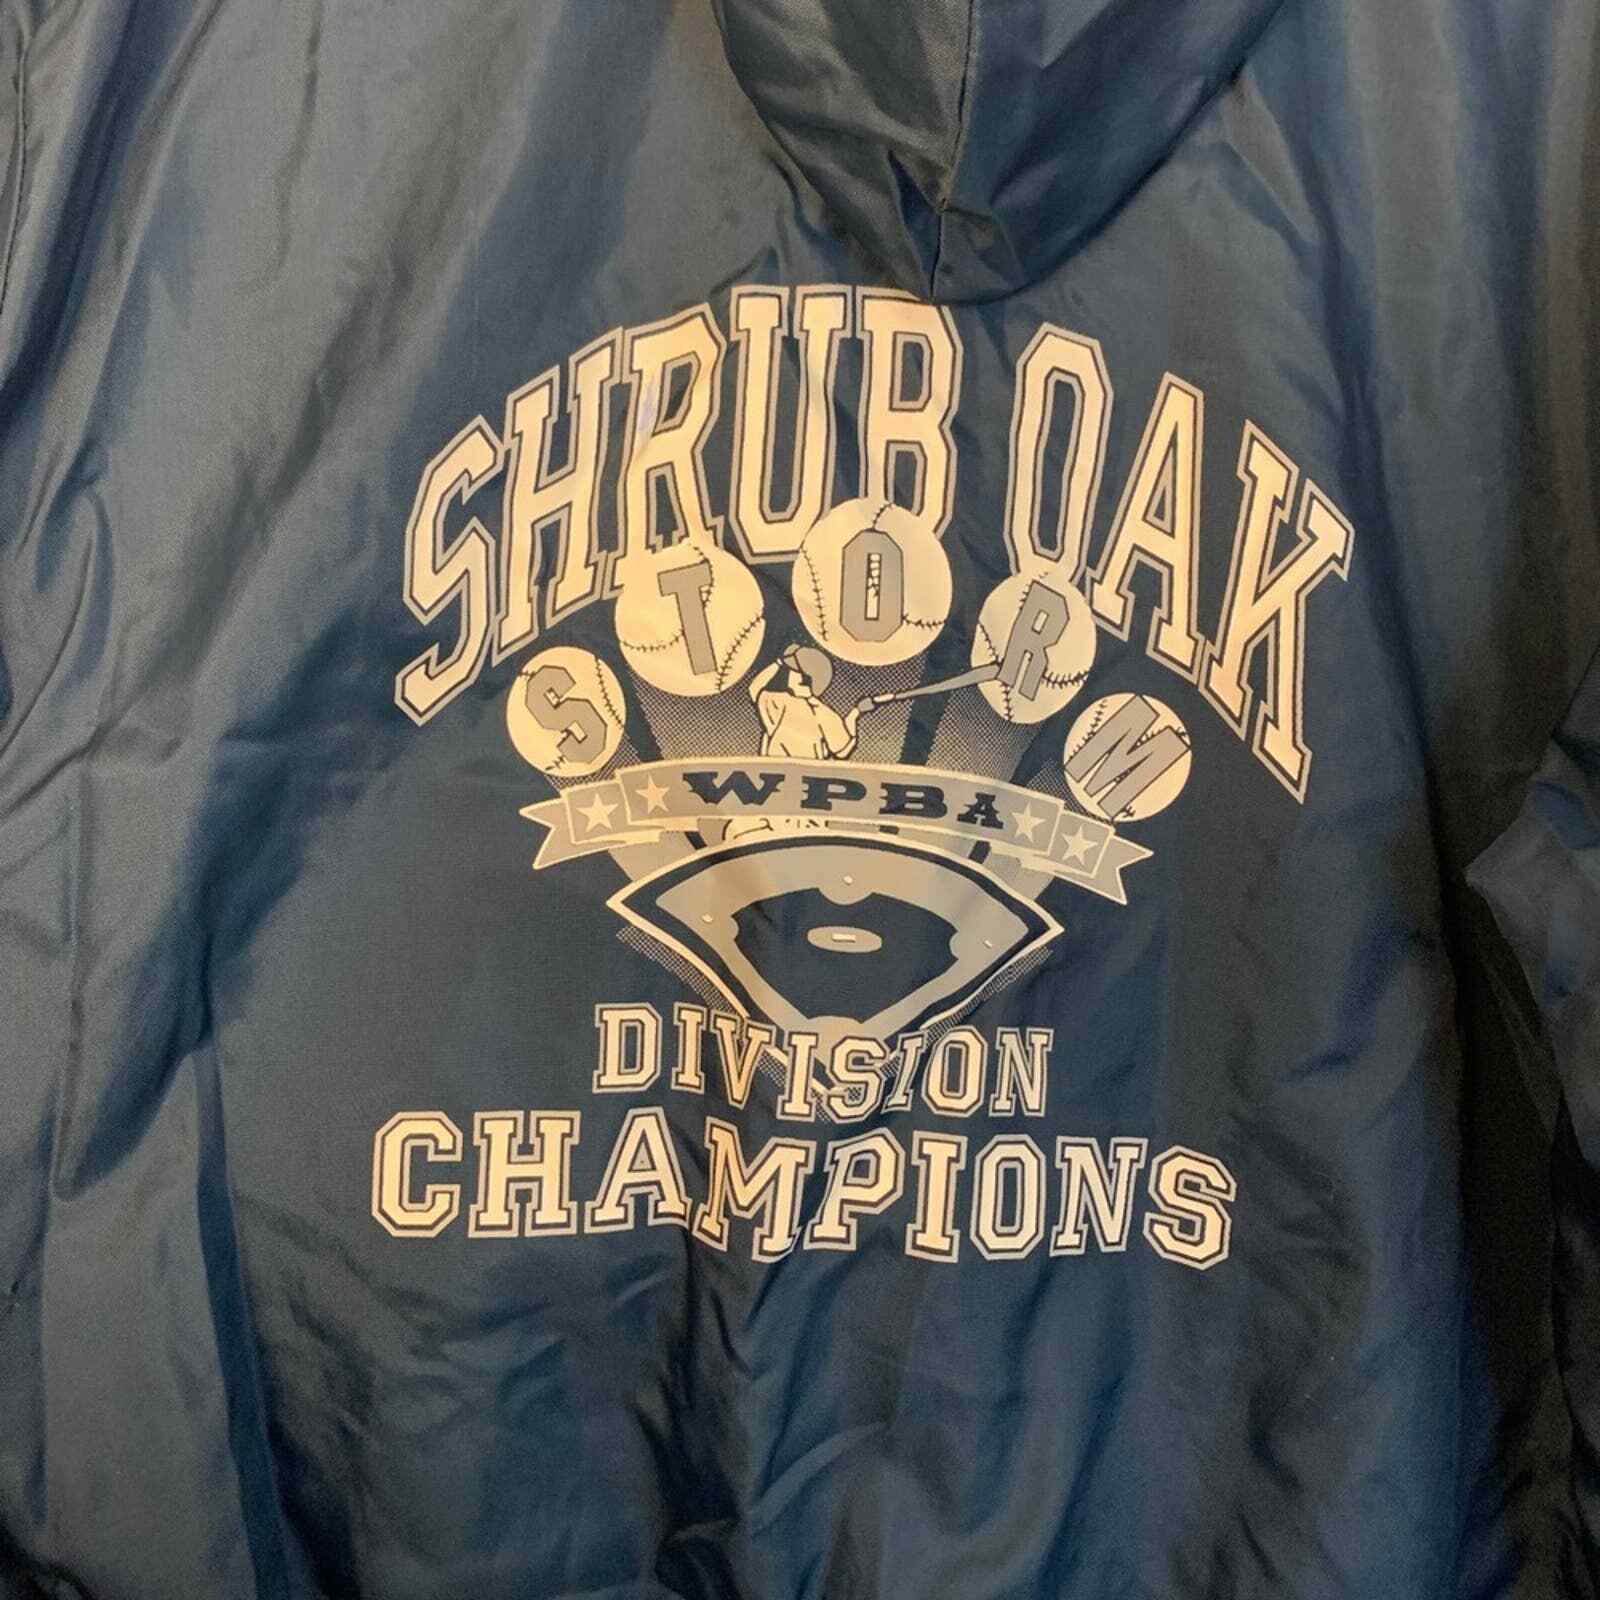 SHRUB OAK
STORM
WPBA
DIVISION
CHAMPIONS